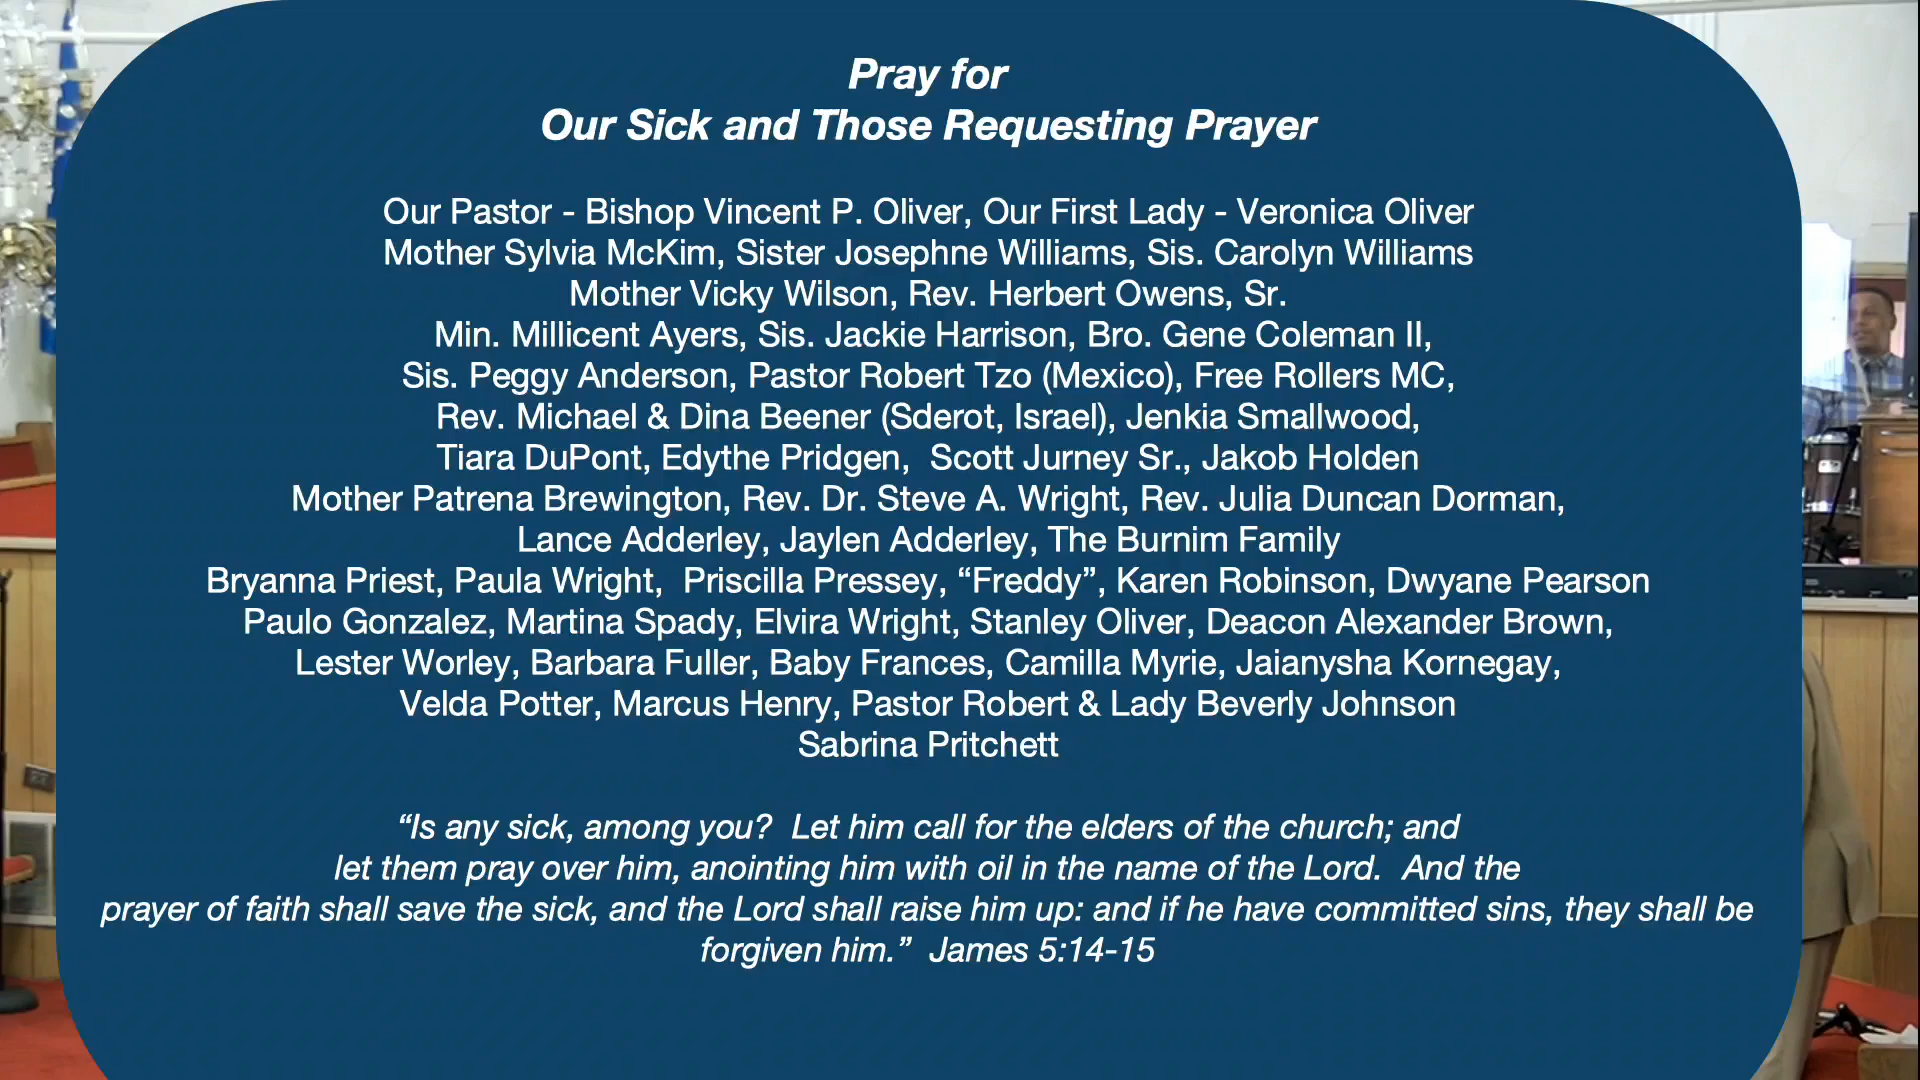 Pray for
Our Sick and Those Requesting Prayer
Our Pastor - Bishop Vincent P. Oliver, Our First Lady - Veronica Oliver
Mother Sylvia McKim, Sister Josephne Williams, Sis. Carolyn Williams
Mother Vicky Wilson, Rev. Herbert Owens, Sr.
Min. Millicent Ayers, Sis. Jackie Harrison, Bro. Gene Coleman II,
Sis. Peggy Anderson, Pastor Robert Tzo (Mexico), Free Rollers MC,
Rev. Michael & Dina Beener (Sderot, Israel), Jenkia Smallwood,
Tiara DuPont, Edythe Pridgen,  Scott Jurney Sr., Jakob Holden
Mother Patrena Brewington, Rev. Dr. Steve A. Wright, Rev. Julia Duncan Dorman,
Lance Adderley, Jaylen Adderley, The Burnim Family
Bryanna Priest, Paula Wright,  Priscilla Pressey, “Freddy”, Karen Robinson, Dwyane Pearson
Paulo Gonzalez, Martina Spady, Elvira Wright, Stanley Oliver, Deacon Alexander Brown,
Lester Worley, Barbara Fuller, Baby Frances, Camilla Myrie, Jaianysha Kornegay,
Velda Potter, Marcus Henry, Pastor Robert & Lady Beverly Johnson
Sabrina Pritchett
“Is any sick, among you?  Let him call for the elders of the church; and
let them pray over him, anointing him with oil in the name of the Lord.  And the
prayer of faith shall save the sick, and the Lord shall raise him up: and if he have committed sins, they shall be
forgiven him.”  James 5:14-15